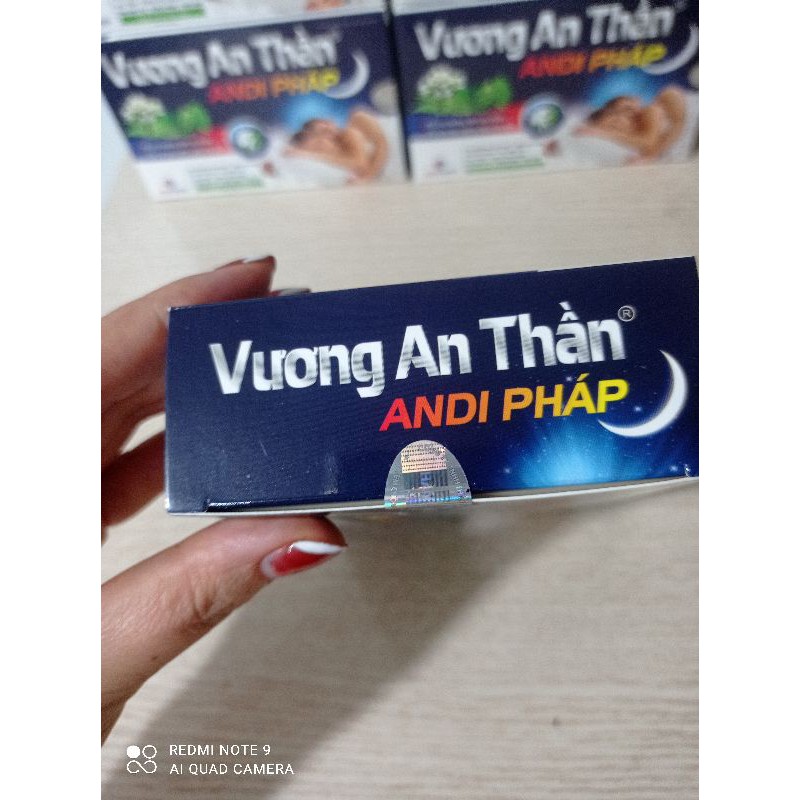 Vương An Thần
ANDI PHÁP
Vương An Thần
ANDI PHÁP
Vương An Thần®
ANDI PHÁP
REDMI NOTE 9
AI QUAD CAMERA